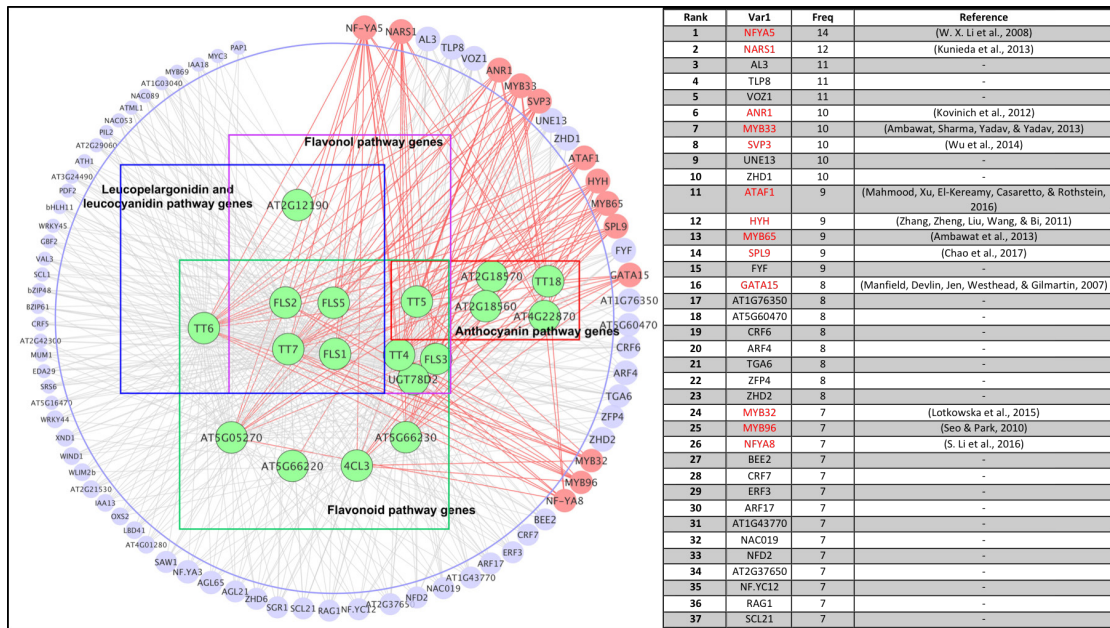 NF-YA5
NARS1
AL3
TLP8
VOZ1
ANR1
MYB33
SVP3
UNE13
ZHD1
ATAF1
HYH
MYB65
SPL9
FYF
GATA15
AT1G76350
AT5G60470
CRF6
ARF4
TGA6
ZFP4
ZHD2
MYB32
MYB96
NF-YA8
BEE2
CRF7
ERF3
ARF17
AT1G43770
NAC019
NFD2
AT2G3765
NF.YC12
RAG1
SCL21
SGR1
ZHD6
AGL21
AGL65
NF.YA3
SAW1
AT4G01280
LBD41
OXS2
IAA13
AT2G21530
WLIM2b
WIND1
XND1
WRKY44
AT5G16470
SR56
EDA29
MUM1
AT2G42300
CRF5
BZIP61
bZIP48
SCL1
VAL3
GBF2
WRKY45
bHLH11
PDF2
AT3G24490
ATH1
AT2G29060
PIL2
NAC053
ATML1
NAC089
AT1G03040
MYB69
IAA18
MYC3
PAP1
Flavonol pathway genes
Leucopelargonidin and
leucocyanidin pathway genes
AT2G12190
FLS2
FLS5
TT5
AT2G18570
TT18
AT2G18560
AT4G22870
Anthocyanin pathway genes
TT6
TT7
FLS1
TT4
FLS3
UGT78D2
AT5G05270
AT5G66230
AT5G66220
4CL3
Flavonoid pathway genes
Rank Var1 Freq Reference
1 NFYA5 14 (W. X. Li et al., 2008)
2 NARS1 12 (Kunieda et al., 2013)
3 AL3 11 -
4 TLP8 11 -
5 VOZ1 11 -
6 ANR1 10 (Kovinich et al., 2012)
7 MYB33 10 (Ambawat, Sharma, Yadav, & Yadav, 2013)
8 SVP3 10 (Wu et al., 2014)
9 UNE13 10 -
10 ZHD1 10 -
11 ATAF1 9 (Mahmood, Xu, El-Kereamy, Casaretto, & Rothstein,
2016)
12 HYH 9 (Zhang, Zheng, Liu, Wang, & Bi, 2011)
13 MYB65 9 (Ambawat et al., 2013)
14 SPL9 9 (Chao et al., 2017)
15 FYF 9 -
16 GATA15 8 (Manfield, Devlin, Jen, Westhead, & Gilmartin, 2007)
17 AT1G76350 8 -
18 AT5G60470 8 -
19 CRF6 8 -
20 ARF4 8 -
21 TGA6 8 -
22 ZFP4 8 -
23 ZHD2 8 -
24 MYB32 7 (Lotkowska et al., 2015)
25 MYB96 7 (Seo & Park, 2010)
26 NFYA8 7 (S. Li et al., 2016)
27 BEE2 7 -
28 CRF7 7 -
29 ERF3 7 -
30 ARF17 7 -
31 AT1G43770 7 -
32 NAC019 7 -
33 NFD2 7 -
34 AT2G37650 7 -
35 NF.YC12 7 -
36 RAG1 7 -
37 SCL21 7 -